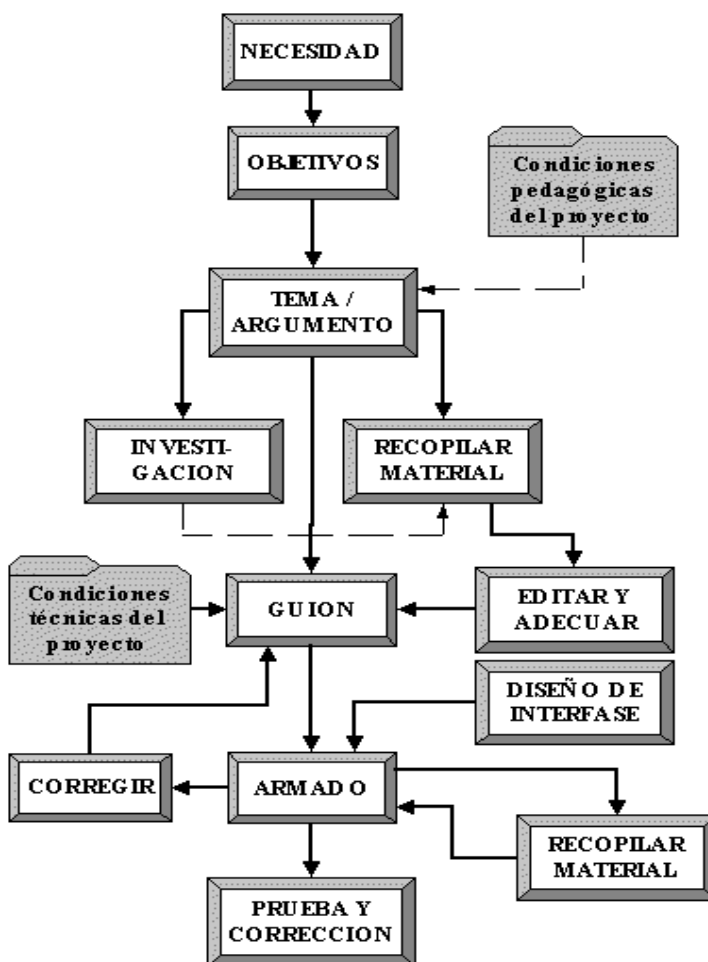 NECESIDAD
OBJETIVOS
Condiciones
pedagógicas
del proyecto
TEMA /
ARGUMENTO
INVESTI-
GACION
RECOPILAR
MATERIAL
Condiciones
técnicas del
proyecto
GUION
EDITAR Y
ADECUAR
DISEÑO DE
INTERFASE
CORREGIR
ARMADO
RECOPILAR
MATERIAL
PRUEBA Y
CORRECCION